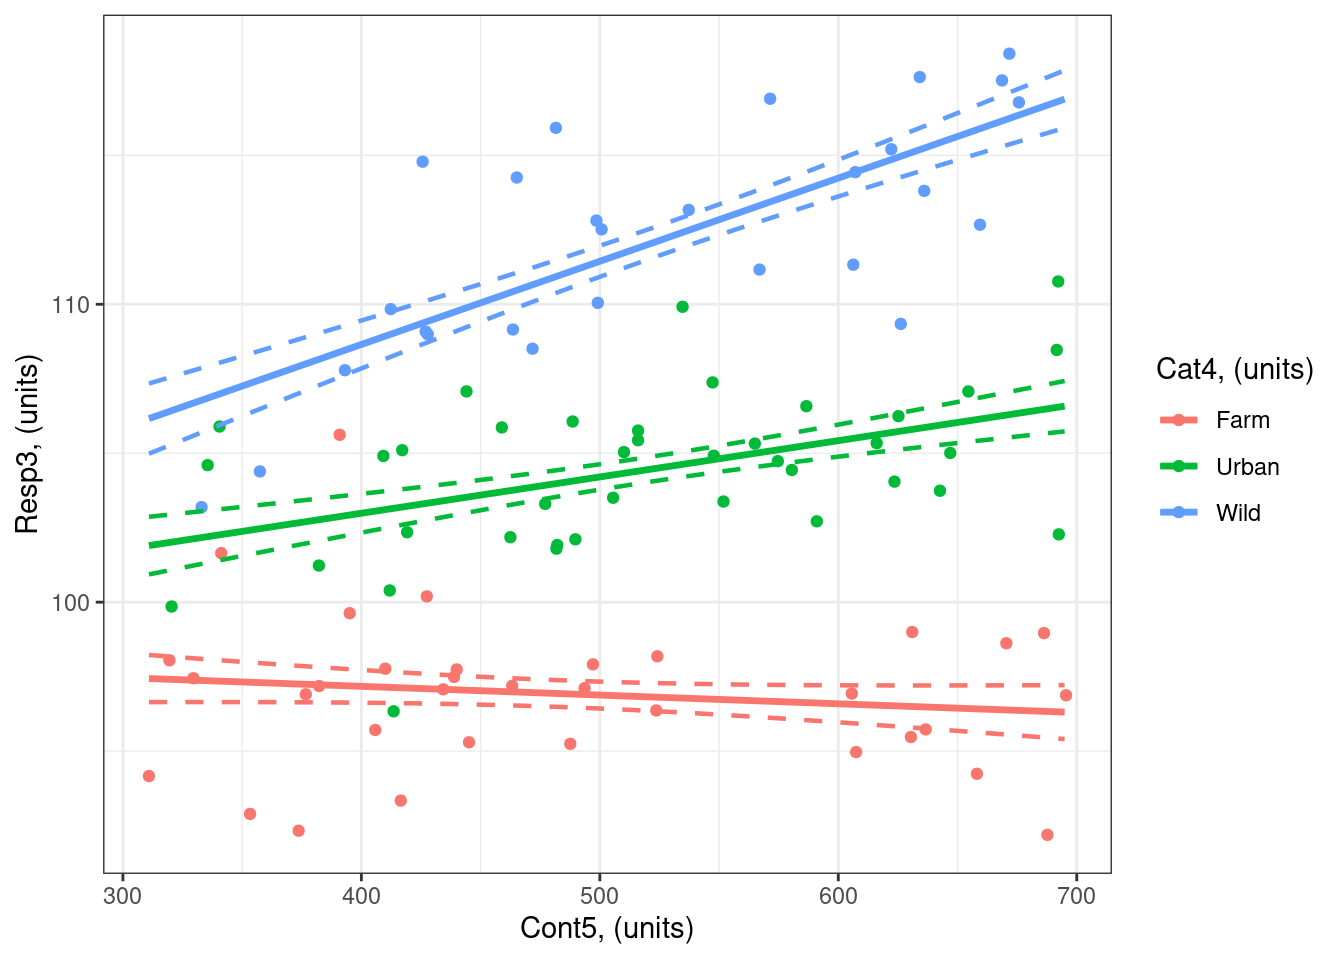 110
100
300 400 500 600 700
Cont5, (units)
Resp3, (units)
Cat4, (units)
Farm
Urban
Wild